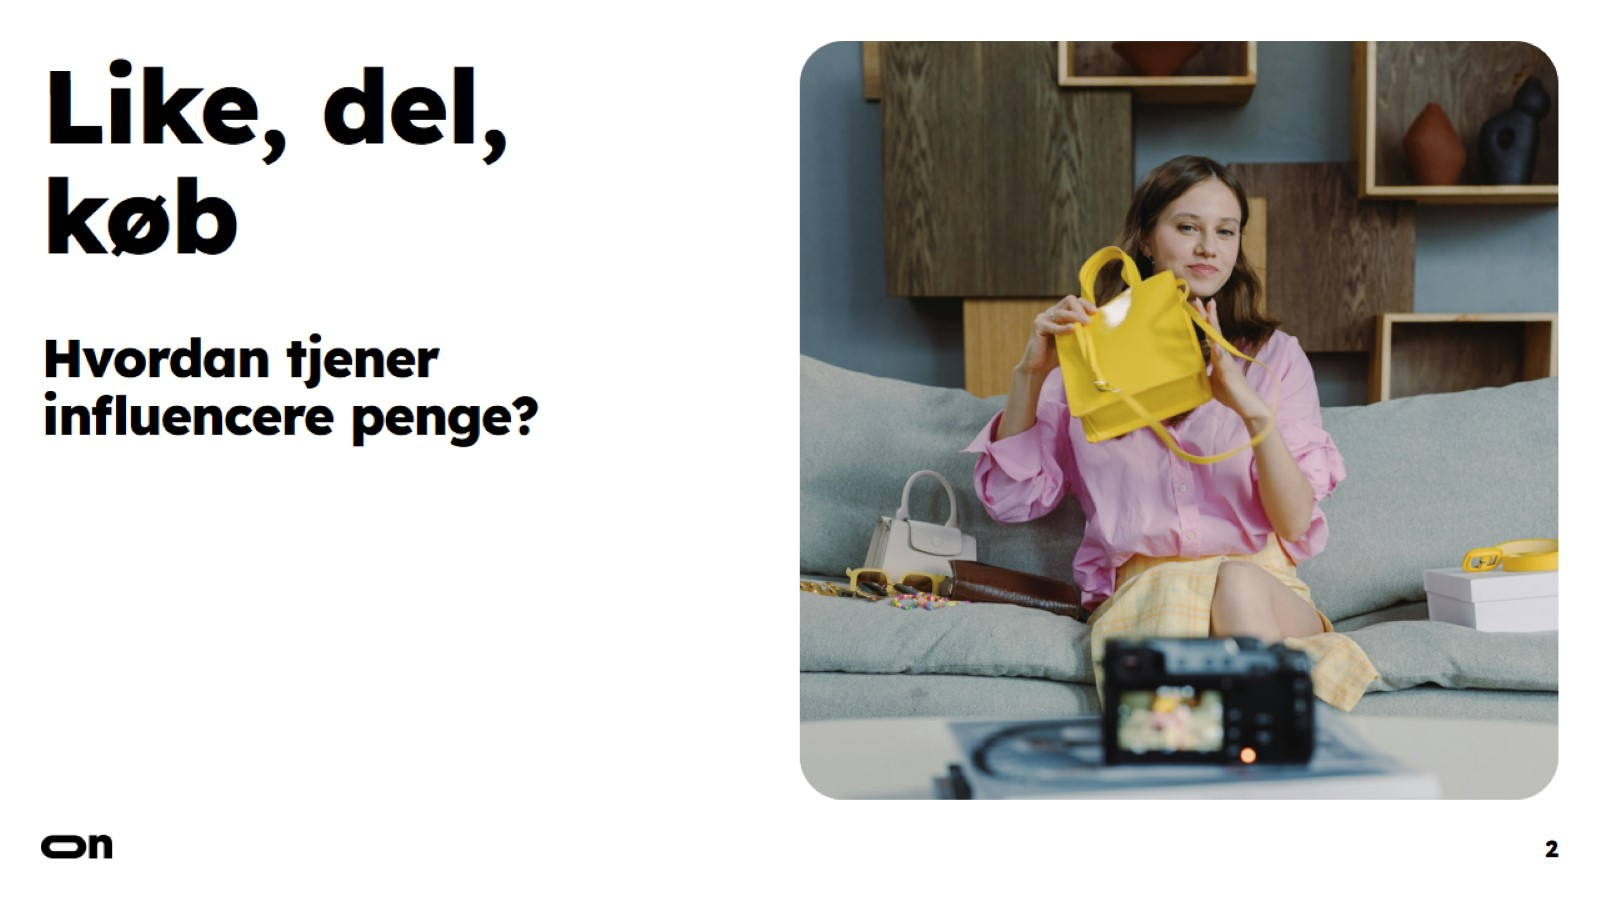 Like, del,
køb
Hvordan tjener
influencere penge?
on
2